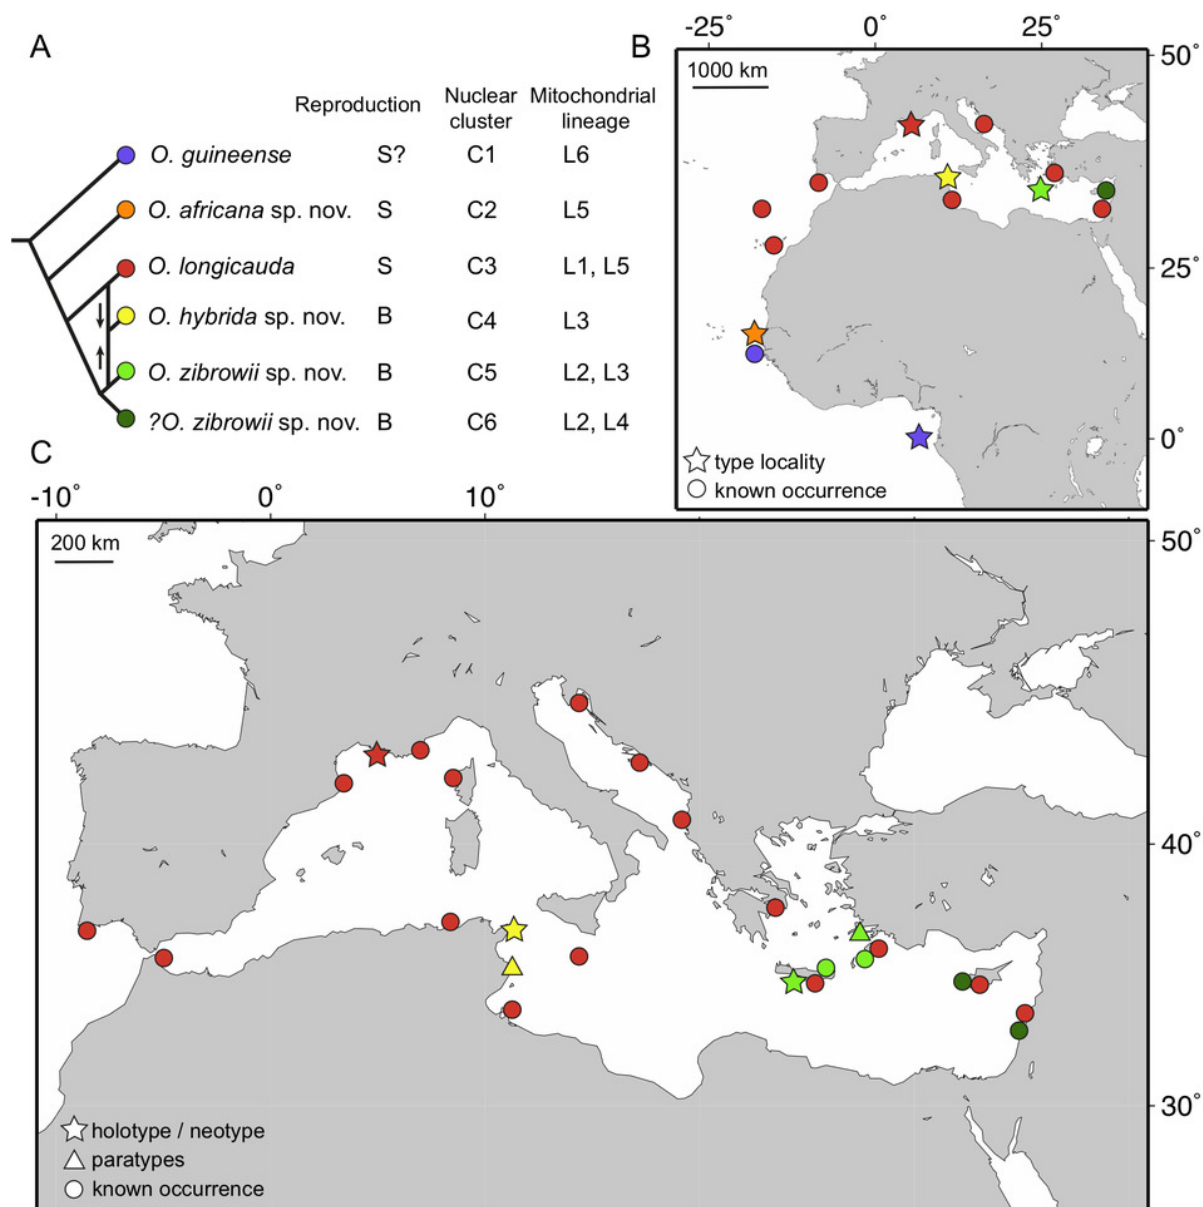 A
Reproduction Nuclear cluster Mitochondrial lineage
O. guineense S? C1 L6
O. africana sp. nov. S C2 L5
O. longicauda S C3 L1, L5
O. hybrida sp. nov. B C4 L3
O. zibrowii sp. nov. B C5 L2, L3
?O. zibrowii sp. nov. B C6 L2, L4
B
-25° 0° 25°
1000 km
50°
25°
0°
type locality
known occurrence
C
-10° 0° 10°
200 km
50°
40°
30°
holotype / neotype
paratypes
known occurrence